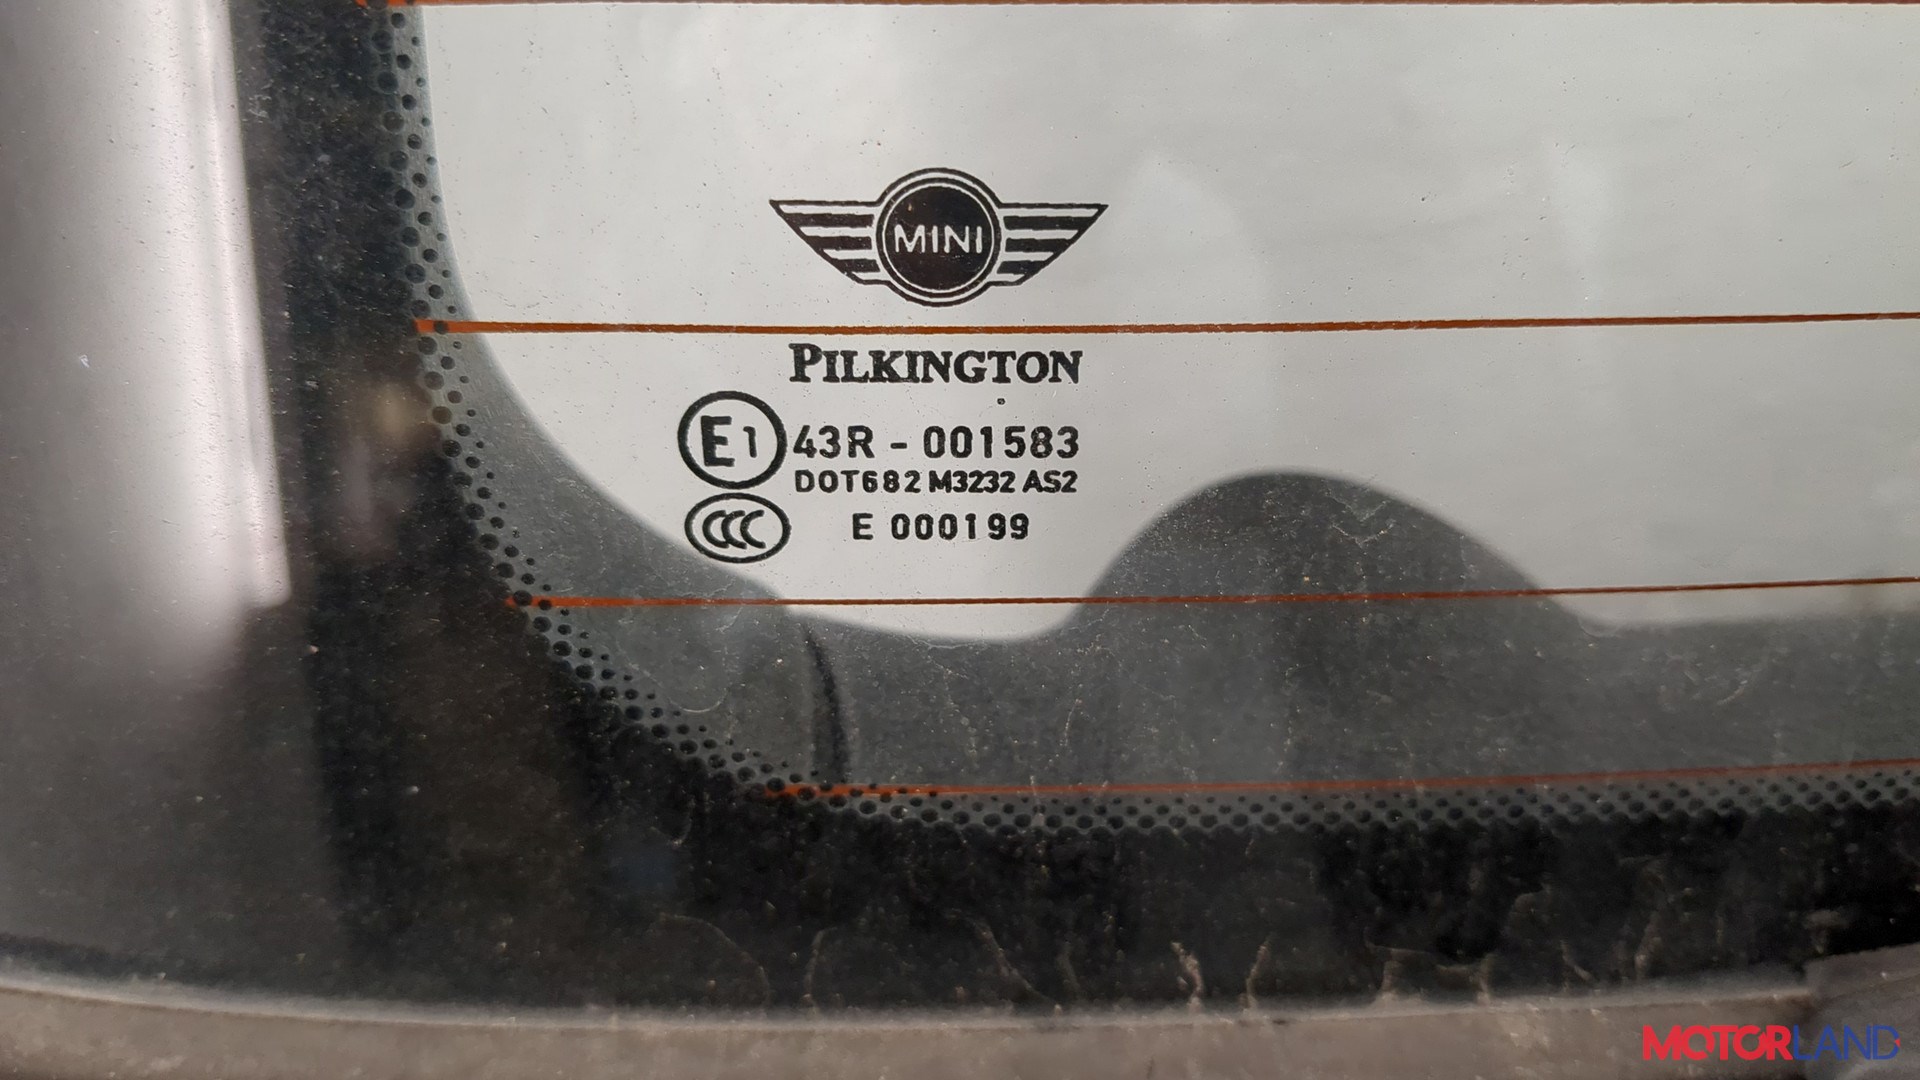 MINI
PILKINGTON
E1 43R - 001583
DOT682 M3232 AS2
CCC E 000199
MOTORLAND